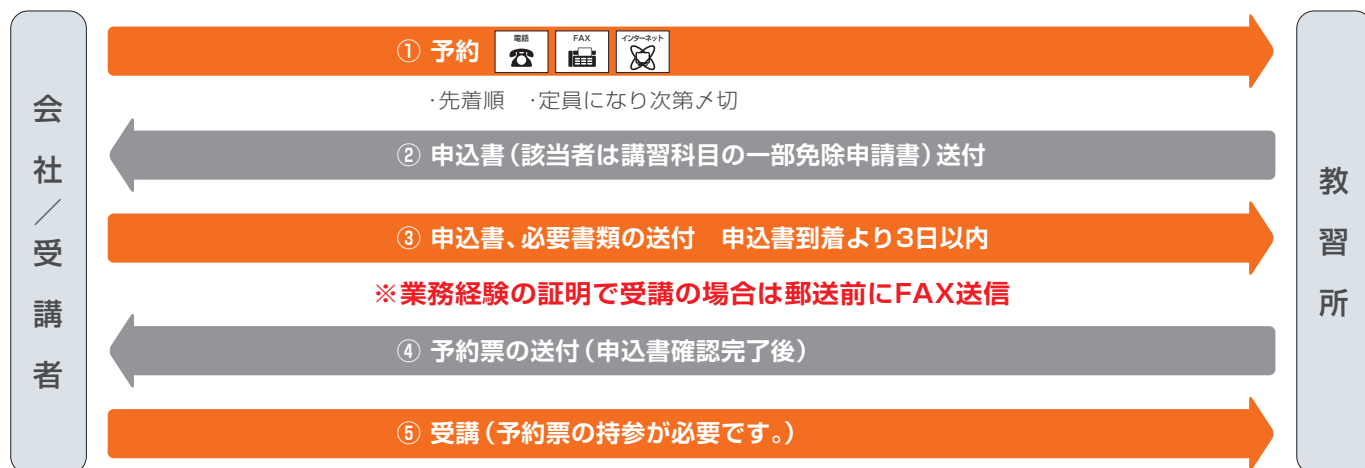 会社／受講者
① 予約 電話 FAX インターネット
・先着順　・定員になり次第〆切
② 申込書（該当者は講習科目の一部免除申請書）送付
③ 申込書、必要書類の送付　申込書到着より3日以内
※業務経験の証明で受講の場合は郵送前にFAX送信
④ 予約票の送付（申込書確認完了後）
⑤ 受講（予約票の持参が必要です。）
教習所